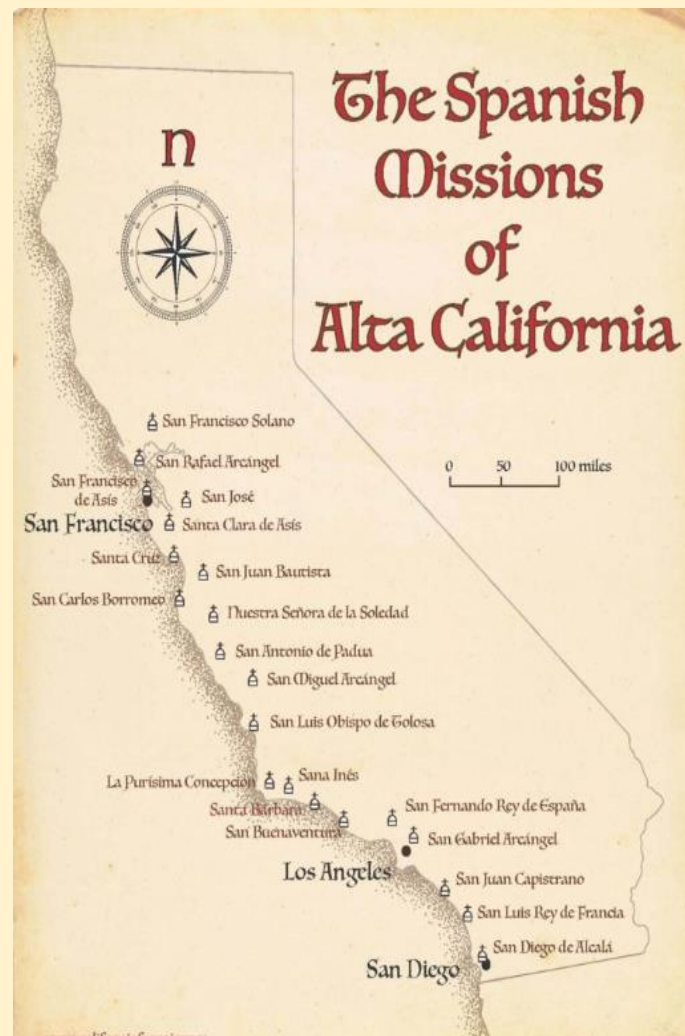 The Spanish
Missions
of
Alta California
n
San Francisco Solano
San Rafael Arcángel
0 50 100 miles
San Francisco
de Asís
San José
San Francisco
Santa Clara de Asís
Santa Cruz
San Juan Bautista
San Carlos Borromeo
Nuestra Señora de la Soledad
San Antonio de Padua
San Miguel Arcángel
San Luis Obispo de Tolosa
La Purísima Concepción
Sana Inés
Santa Bárbara
San Fernando Rey de España
San Buenaventura
San Gabriel Arcángel
Los Angeles
San Juan Capistrano
San Luis Rey de Francia
San Diego de Alcalá
San Diego